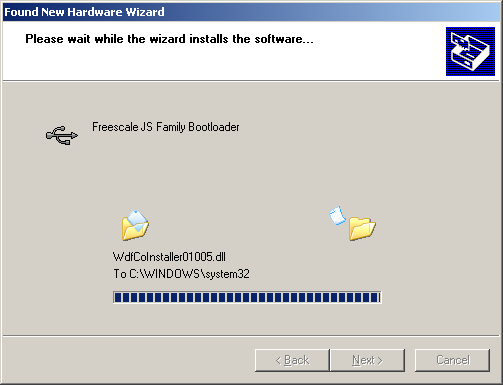 Found New Hardware Wizard
Please wait while the wizard installs the software...
Freescale JS Family Bootloader
WdfCoInstaller01005.dll
To C:\WINDOWS\system32
< Back
Next >
Cancel